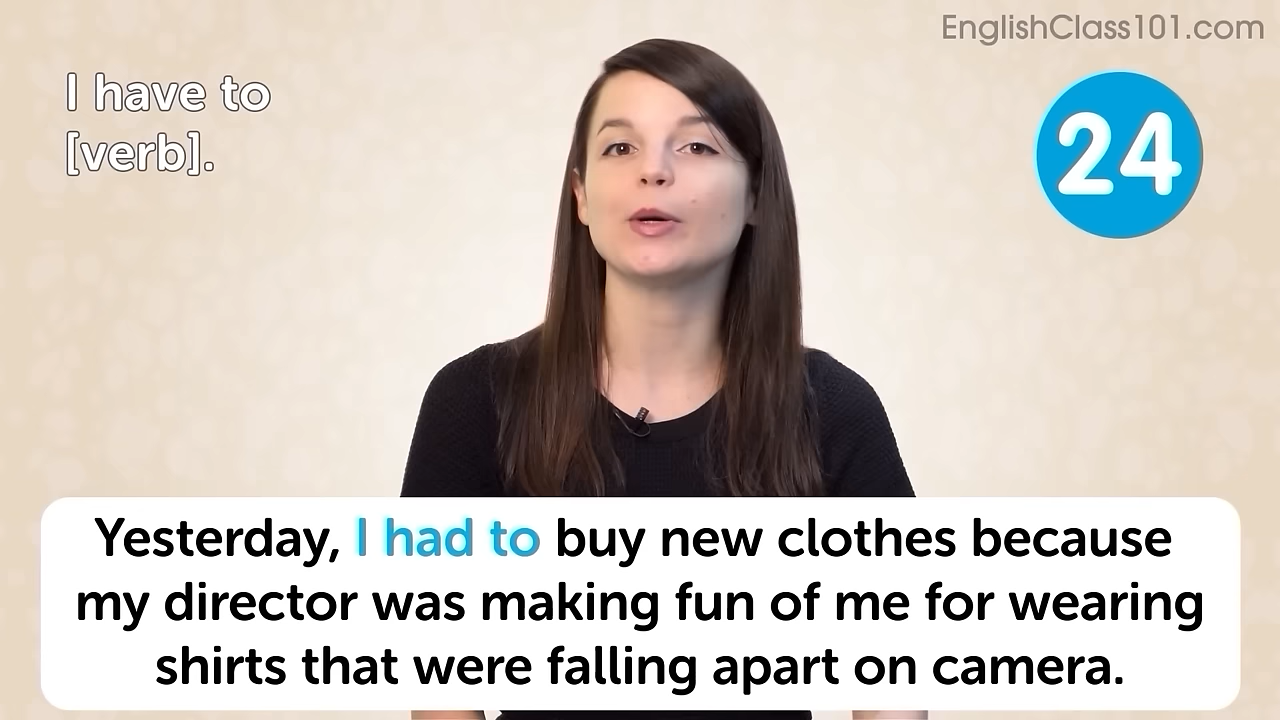 EnglishClass101.com
I have to
[verb].
24
Yesterday, I had to buy new clothes because
my director was making fun of me for wearing
shirts that were falling apart on camera.